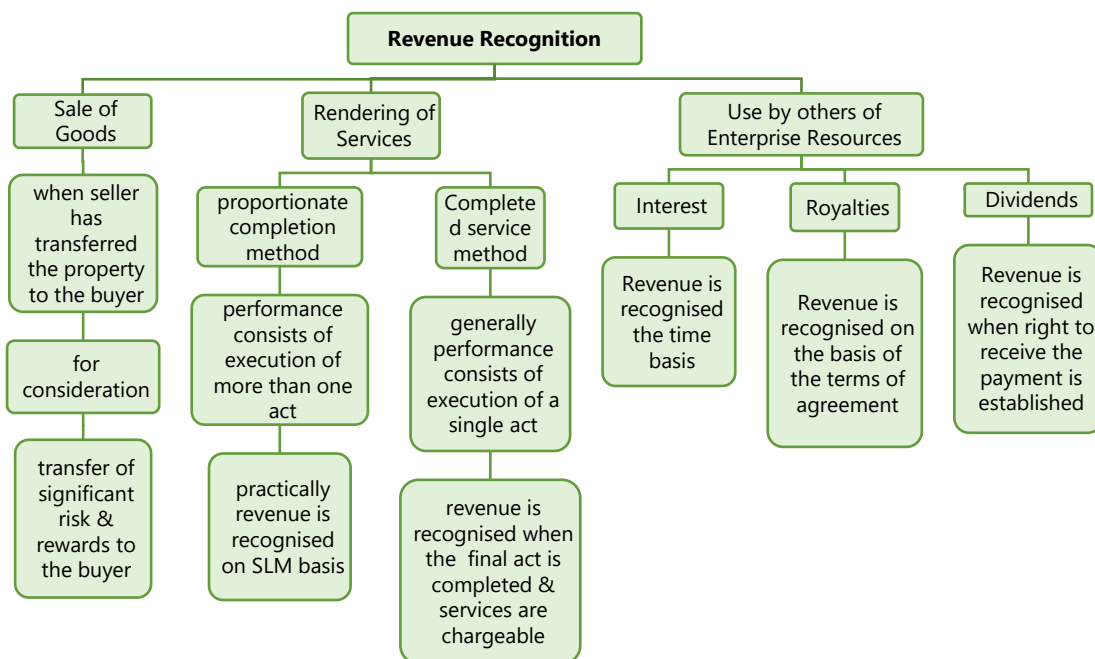 Revenue Recognition
Sale of
Goods
when seller
has
transferred
the property
to the buyer
for
consideration
transfer of
significant
risk &
rewards to
the buyer
Rendering of
Services
proportionate
completion
method
performance
consists of
execution of
more than one
act
practically
revenue is
recognised
on SLM basis
Complete
d service
method
generally
performance
consists of
execution of a
single act
revenue is
recognised when
the final act is
completed &
services are
chargeable
Use by others of
Enterprise Resources
Interest
Revenue is
recognised
the time
basis
Royalties
Revenue is
recognised on
the basis of
the terms of
agreement
Dividends
Revenue is
recognised
when right to
receive the
payment is
established